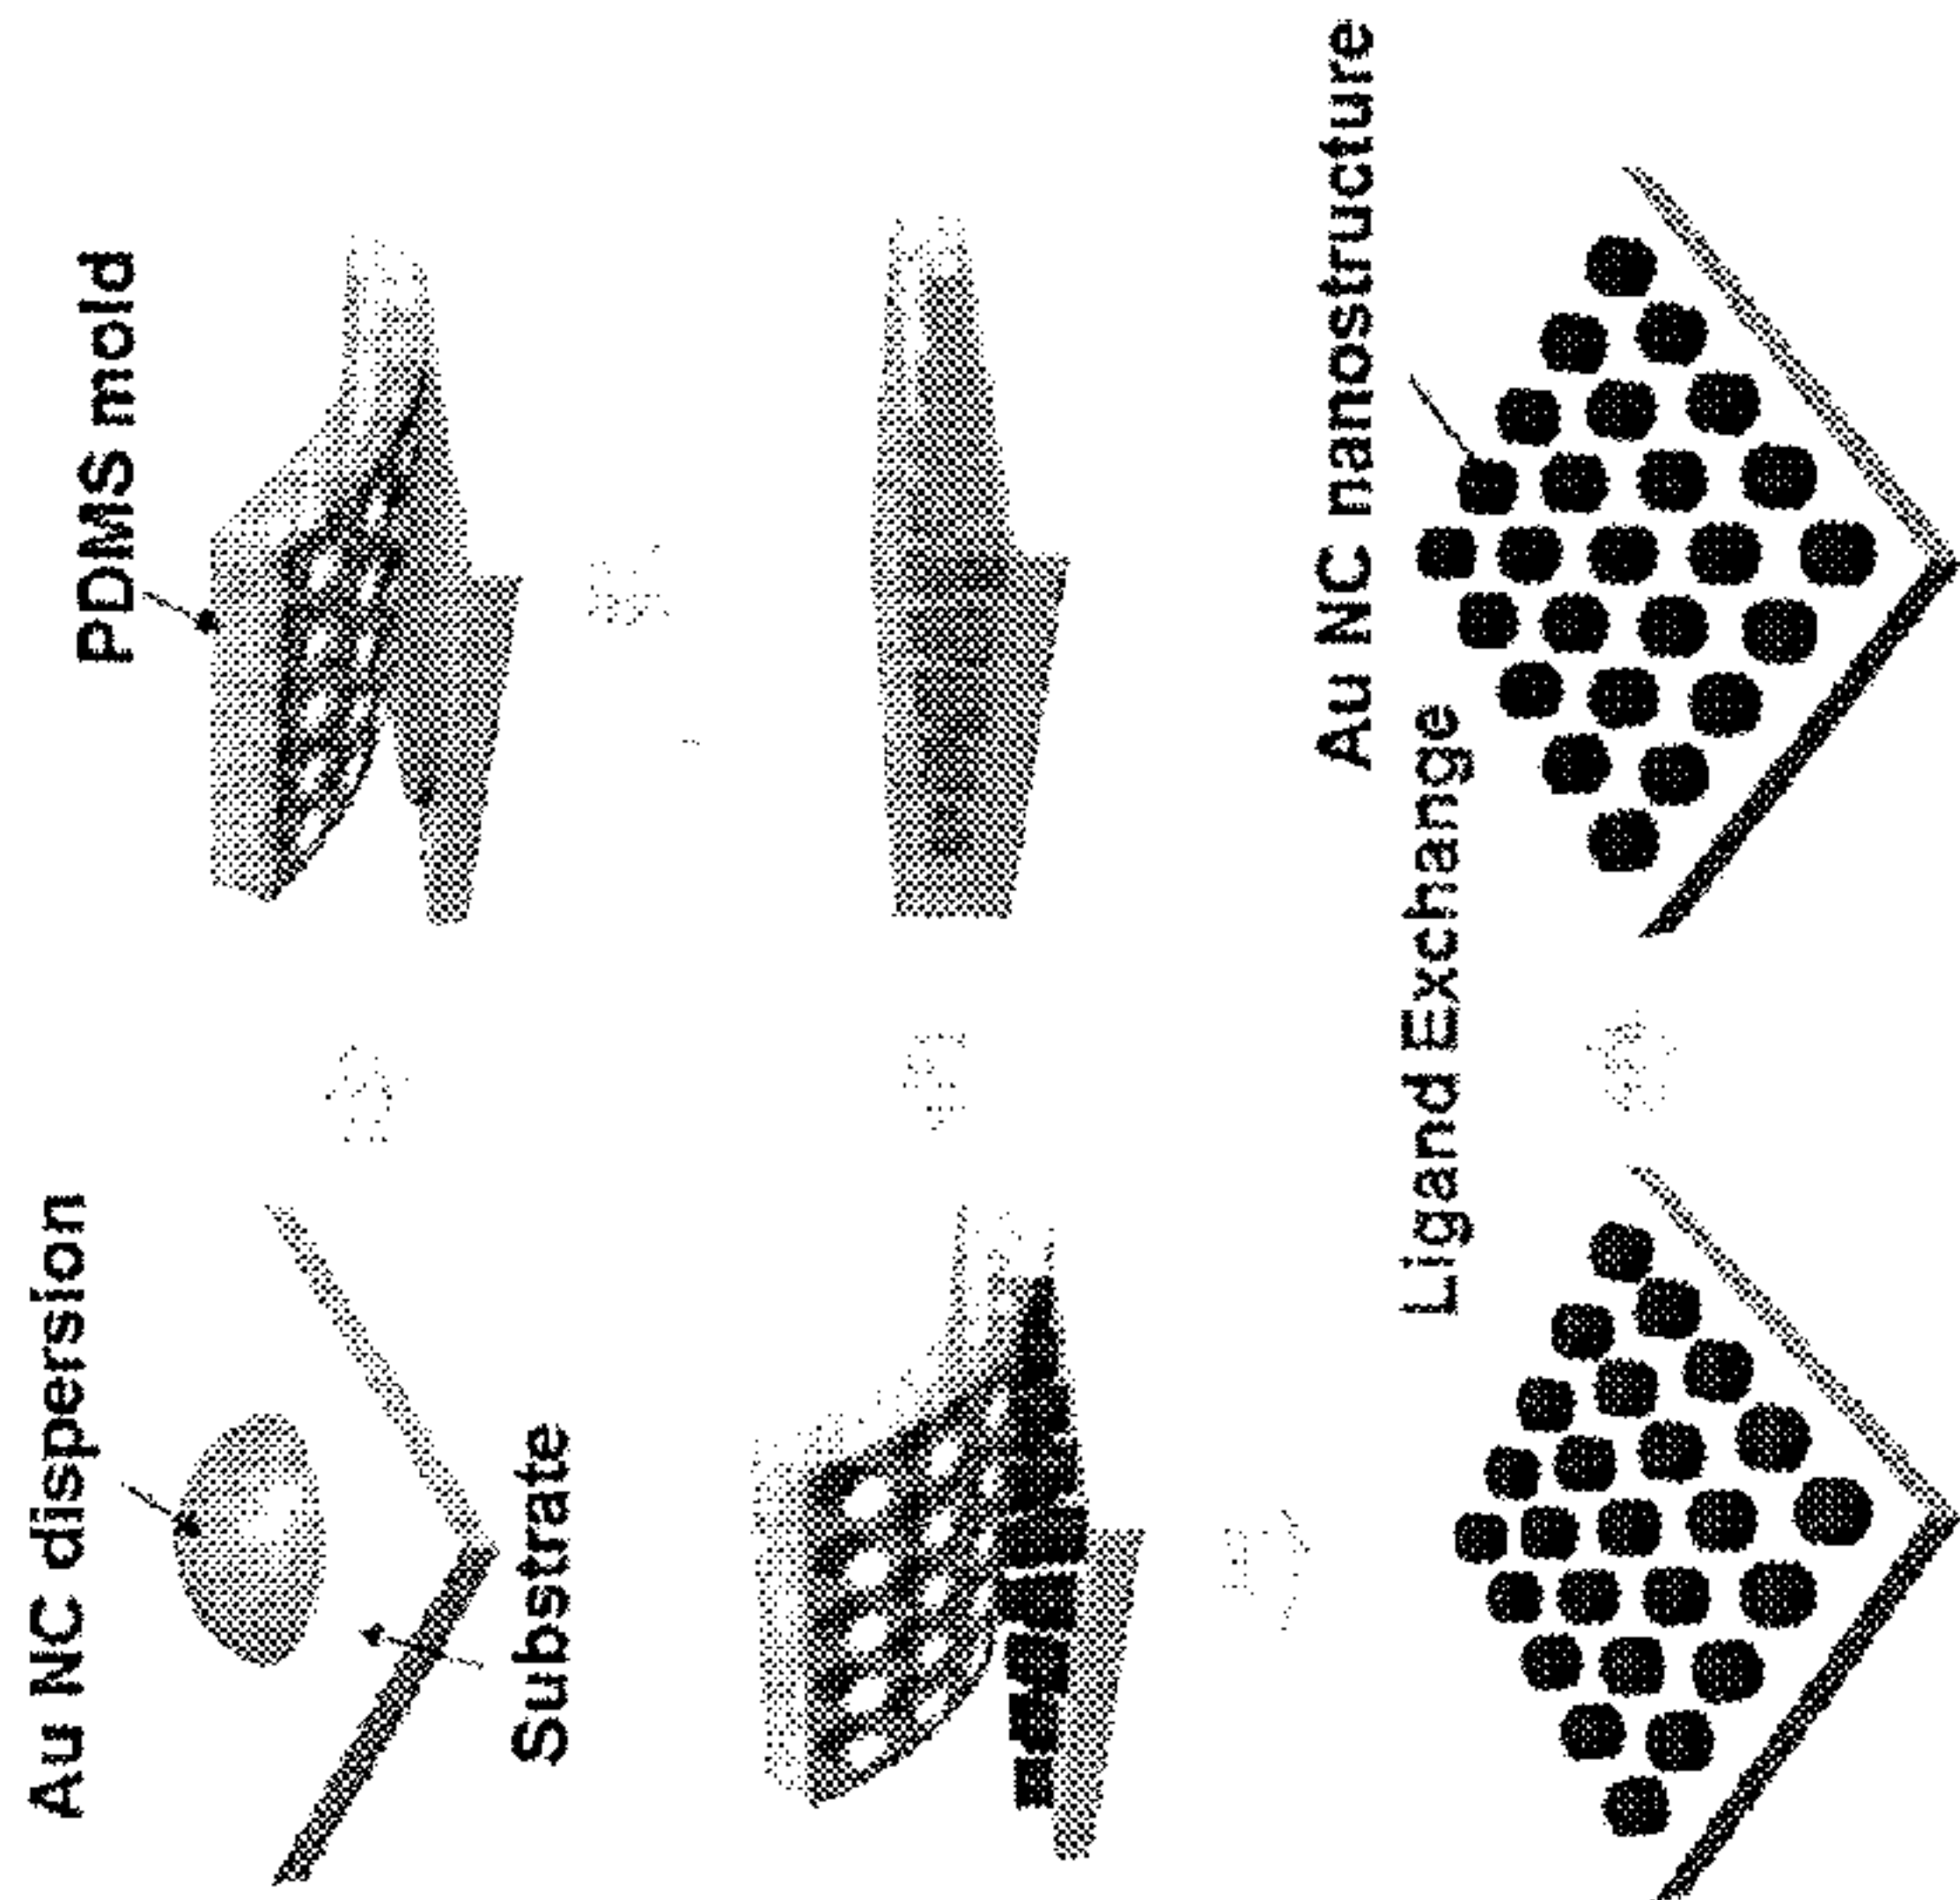 Au NC dispersion
PDMS mold
Substrate
Ligand Exchange
Au NC nanostructure